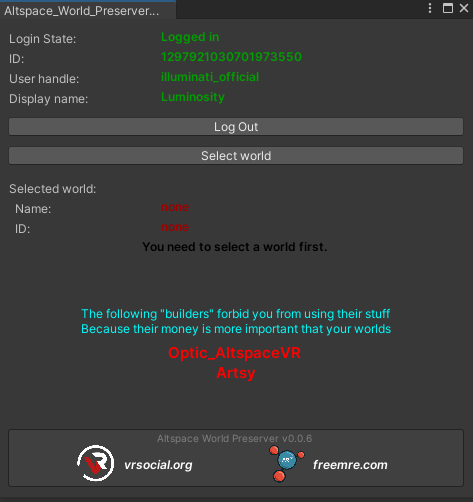 Altspace_World_Preserver...
Login State: Logged in
ID: 1297921030701973550
User handle: illuminati_official
Display name: Luminosity
Log Out
Select world
Selected world:
Name: none
ID: none
You need to select a world first.
The following "builders" forbid you from using their stuff
Because their money is more important that your worlds
Optic_AltspaceVR
Artsy
Altspace World Preserver v0.0.6
vrsocial.org freemre.com